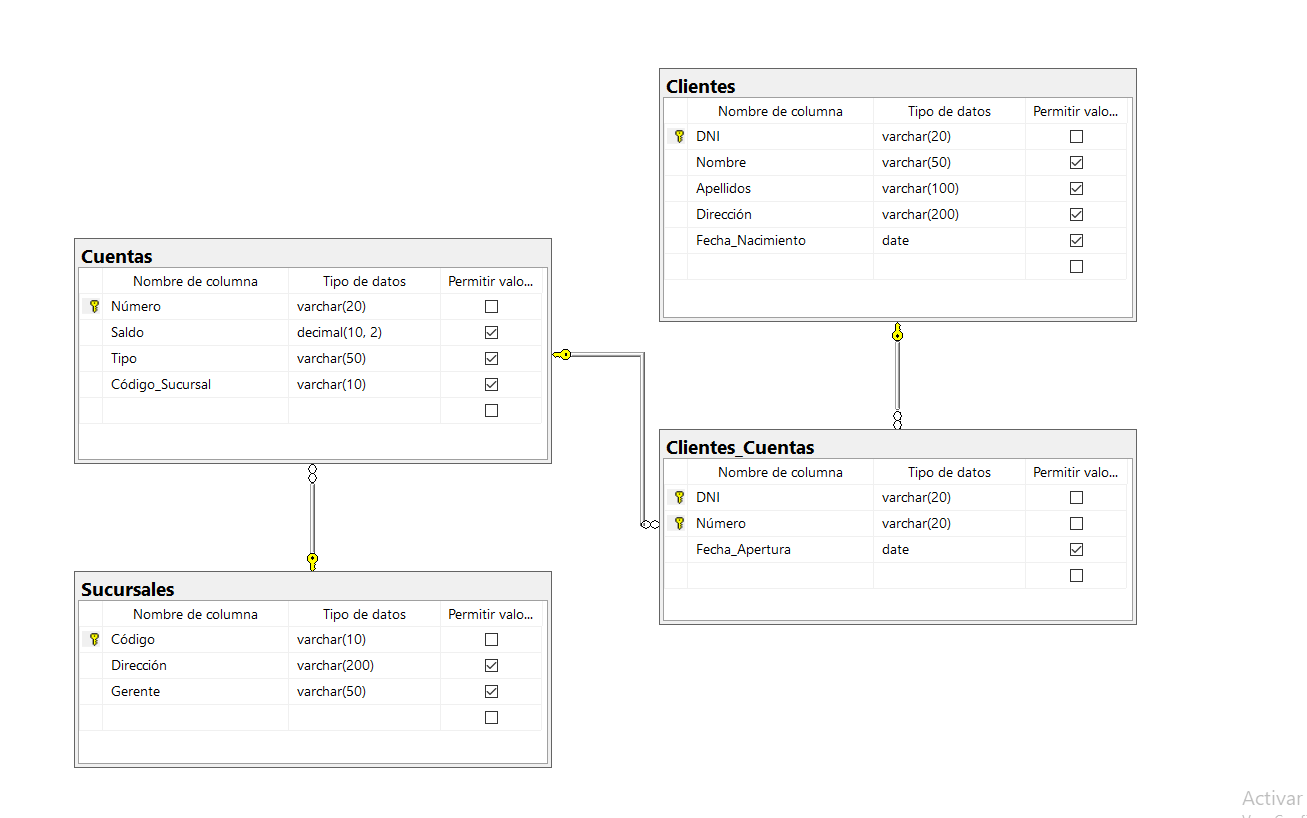 Clientes
Nombre de columna Tipo de datos Permitir valo...
DNI varchar(20)
Nombre varchar(50)
Apellidos varchar(100)
Dirección varchar(200)
Fecha_Nacimiento date
Cuentas
Nombre de columna Tipo de datos Permitir valo...
Número varchar(20)
Saldo decimal(10, 2)
Tipo varchar(50)
Código_Sucursal varchar(10)
Clientes_Cuentas
Nombre de columna Tipo de datos Permitir valo...
DNI varchar(20)
Número varchar(20)
Fecha_Apertura date
Sucursales
Nombre de columna Tipo de datos Permitir valo...
Código varchar(10)
Dirección varchar(200)
Gerente varchar(50)
Activar